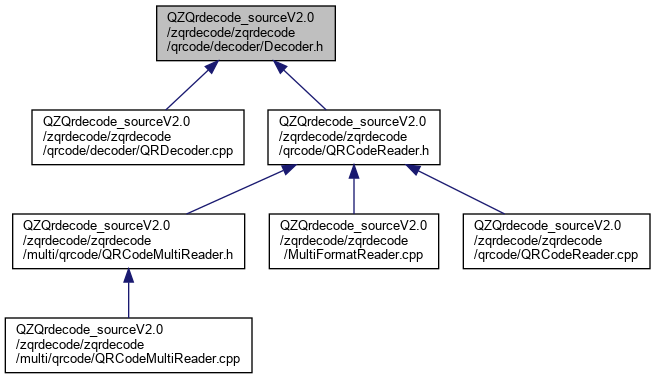 QZQrdecode_sourceV2.0
/zqrdecode/zqrdecode
/qrcode/decoder/Decoder.h
QZQrdecode_sourceV2.0
/zqrdecode/zqrdecode
/qrcode/decoder/QRDecoder.cpp
QZQrdecode_sourceV2.0
/zqrdecode/zqrdecode
/qrcode/QRCodeReader.h
QZQrdecode_sourceV2.0
/zqrdecode/zqrdecode
/multi/qrcode/QRCodeMultiReader.h
QZQrdecode_sourceV2.0
/zqrdecode/zqrdecode
/MultiFormatReader.cpp
QZQrdecode_sourceV2.0
/zqrdecode/zqrdecode
/qrcode/QRCodeReader.cpp
QZQrdecode_sourceV2.0
/zqrdecode/zqrdecode
/multi/qrcode/QRCodeMultiReader.cpp